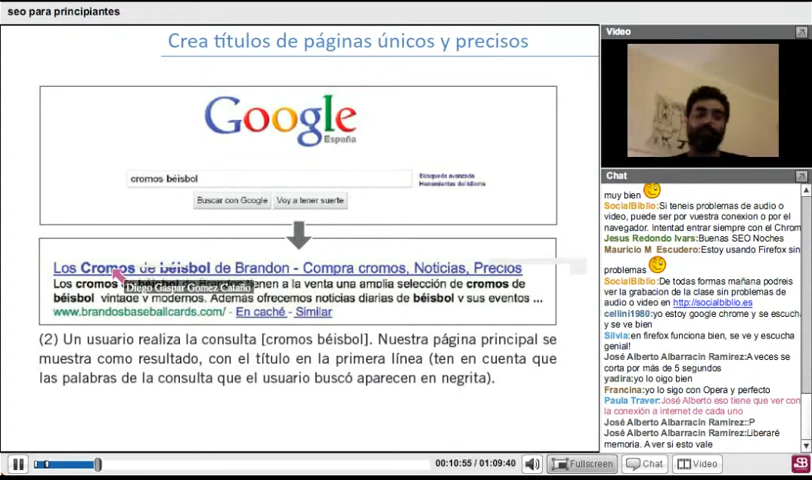 seo para principiantes
Crea títulos de páginas únicos y precisos
Google
España
cromos béisbol
Búsqueda avanzada
Herramientas del idioma
Buscar con Google
Voy a tener suerte
Los Cromos de béisbol de Brandon - Compra cromos, Noticias, Precios
Los cromos de béisbol de Brandon tienen a la venta una amplia selección de cromos de
Diego Gaspar Gomez Cataño
béisbol vintage y modernos. Además ofrecemos noticias diarias de béisbol y sus eventos ...
www.brandosbaseballcards.com/ - En caché - Similar
(2) Un usuario realiza la consulta [cromos béisbol]. Nuestra página principal se
muestra como resultado, con el título en la primera línea (ten en cuenta que
las palabras de la consulta que el usuario buscó aparecen en negrita).
Video
Chat
muy bien
SocialBiblio:Si teneis problemas de audio o
video, puede ser por vuestra conexion o por el
navegador. Intentad entrar siempre con el Chrom
Jesus Redondo Ivars:Buenas SEO Noches
Mauricio M Escudero:Estoy usando Firefox sin
problemas
SocialBiblio:De todas formas mañana podreis
ver la grabacion de la clase sin problemas de
audio o video en http://socialbiblio.es
cellini1980:yo estoy google chrome y se escucha
y se ve bien
Silvia:en firefox funciona bien, se ve y escucha
genial!
José Alberto Albarracin Ramírez:A veces se
corta por más de 5 segundos
yadira:yo lo oigo bien
Francina:yo lo sigo con Opera y perfecto
Paula Traver:José Alberto eso tiene que ver con
la conexión a internet de cada uno
José Alberto Albarracin Ramírez::P
José Alberto Albarracin Ramírez:Liberaré
memoria. A ver si esto vale
00:10:55 / 01:09:40
Fullscreen
Chat
Video